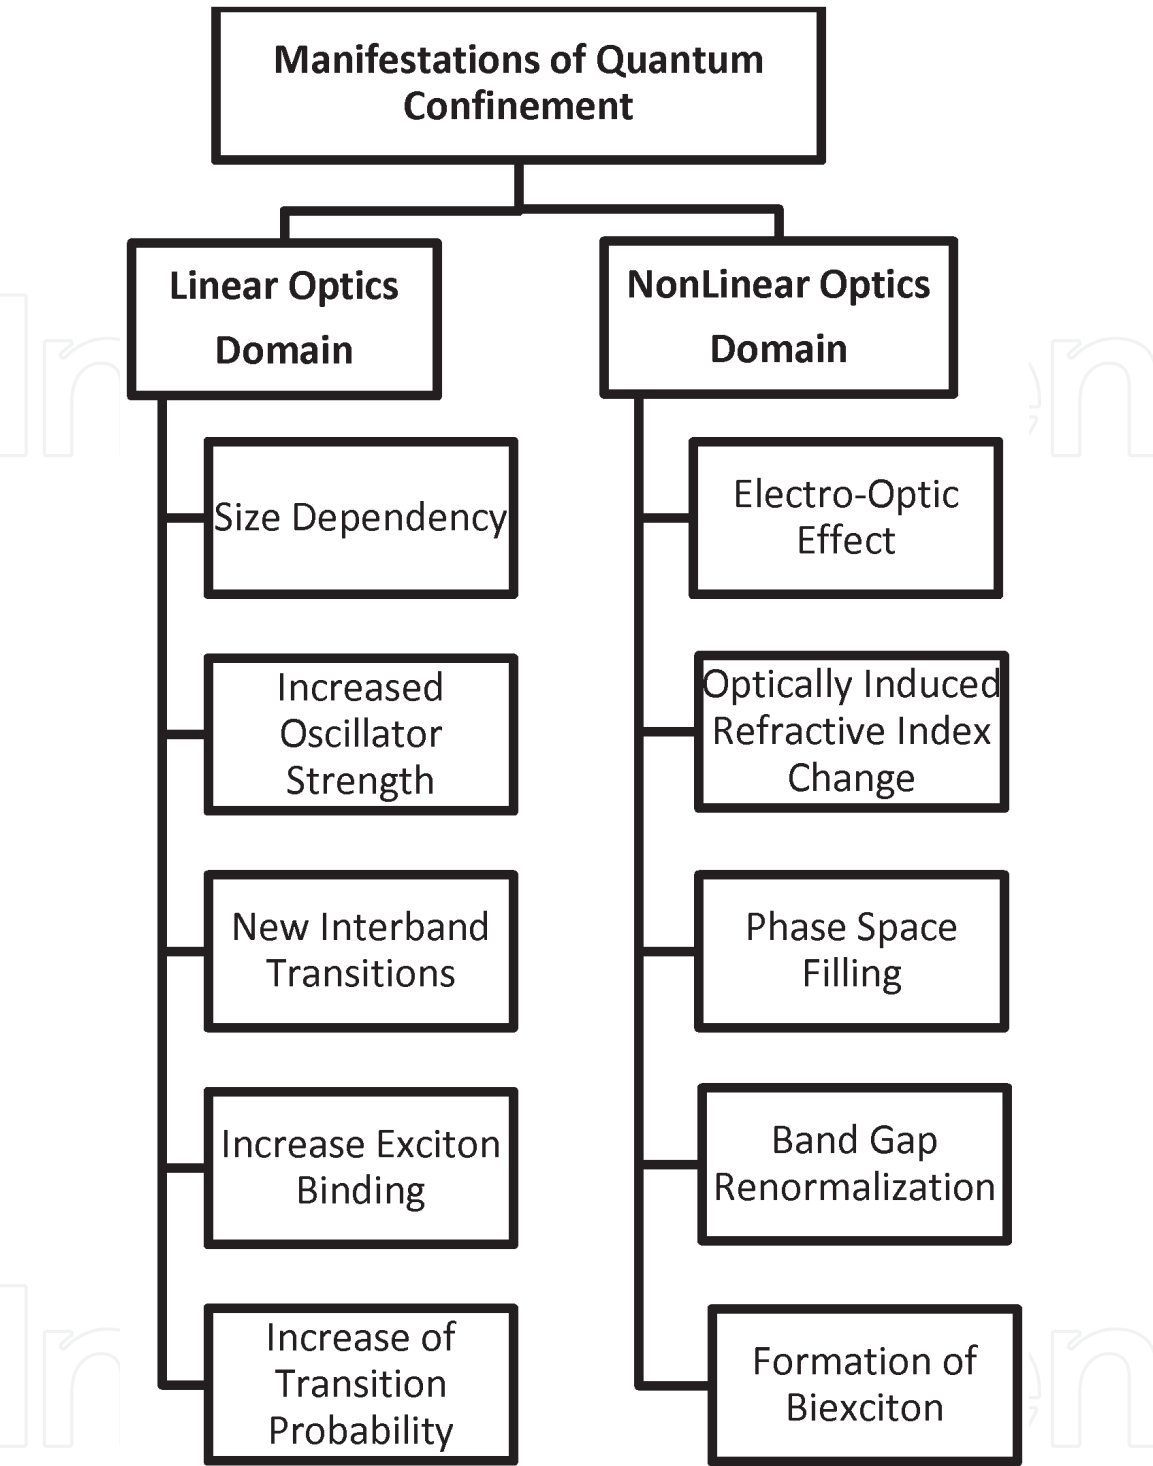 Manifestations of Quantum
Confinement
Linear Optics
Domain
Size Dependency
Increased
Oscillator
Strength
New Interband
Transitions
Increase Exciton
Binding
Increase of
Transition
Probability
NonLinear Optics
Domain
Electro-Optic
Effect
Optically Induced
Refractive Index
Change
Phase Space
Filling
Band Gap
Renormalization
Formation of
Biexciton